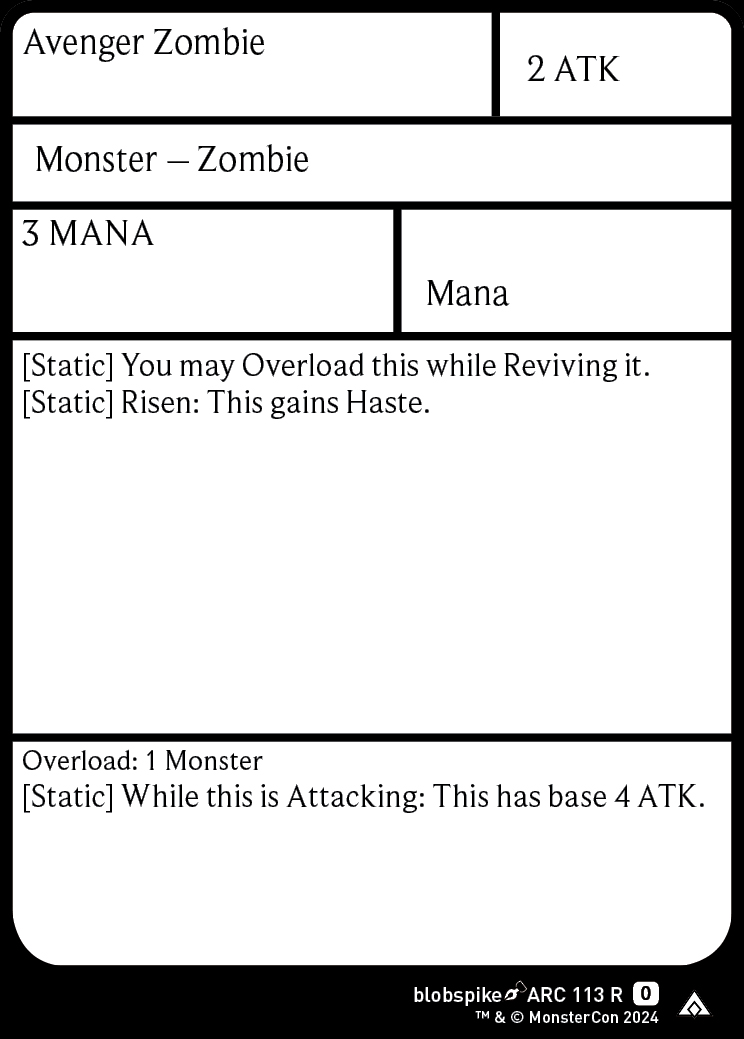 Avenger Zombie
2 ATK
Monster – Zombie
3 MANA
Mana
[Static] You may Overload this while Reviving it.
[Static] Risen: This gains Haste.
Overload: 1 Monster
[Static] While this is Attacking: This has base 4 ATK.
blobspike ARC 113 R 0
™ & © MonsterCon 2024